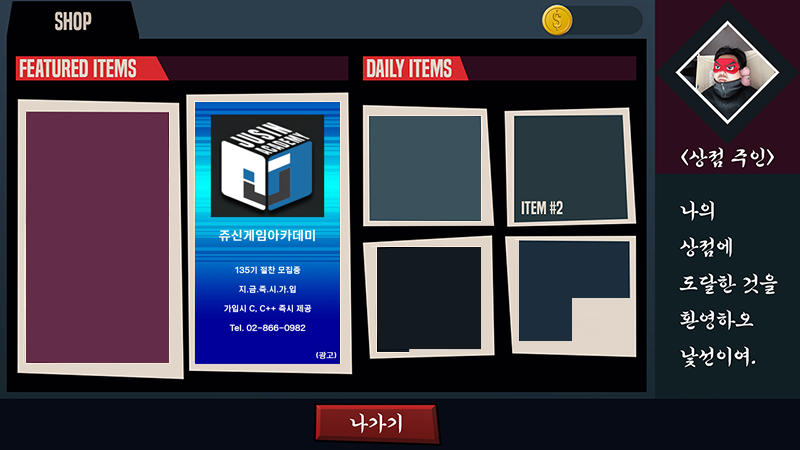 SHOP
$
FEATURED ITEMS
DAILY ITEMS
JUSIN
ACADEMY
쥬신게임아카데미
135기 절찬 모집중
지.금.즉.시.가.입
가입시 C, C++ 즉시 제공
Tel. 02-866-0982
(광고)
ITEM #2
<상점 주인>
나의
상점에
도달한 것을
환영하오
낯선이여.
나가기